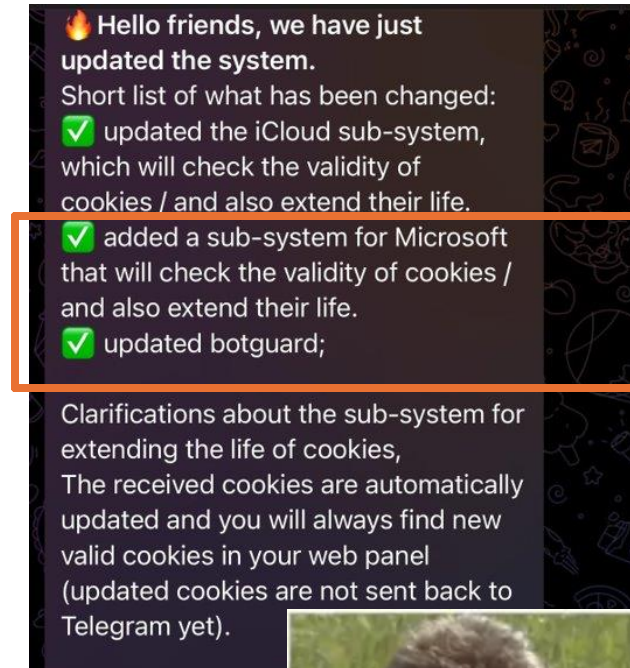 🔥Hello friends, we have just
updated the system.
Short list of what has been changed:
✅ updated the iCloud sub-system,
which will check the validity of
cookies / and also extend their life.
✅ added a sub-system for Microsoft
that will check the validity of cookies /
and also extend their life.
✅ updated botguard;
Clarifications about the sub-system for
extending the life of cookies,
The received cookies are automatically
updated and you will always find new
valid cookies in your web panel
(updated cookies are not sent back to
Telegram yet).